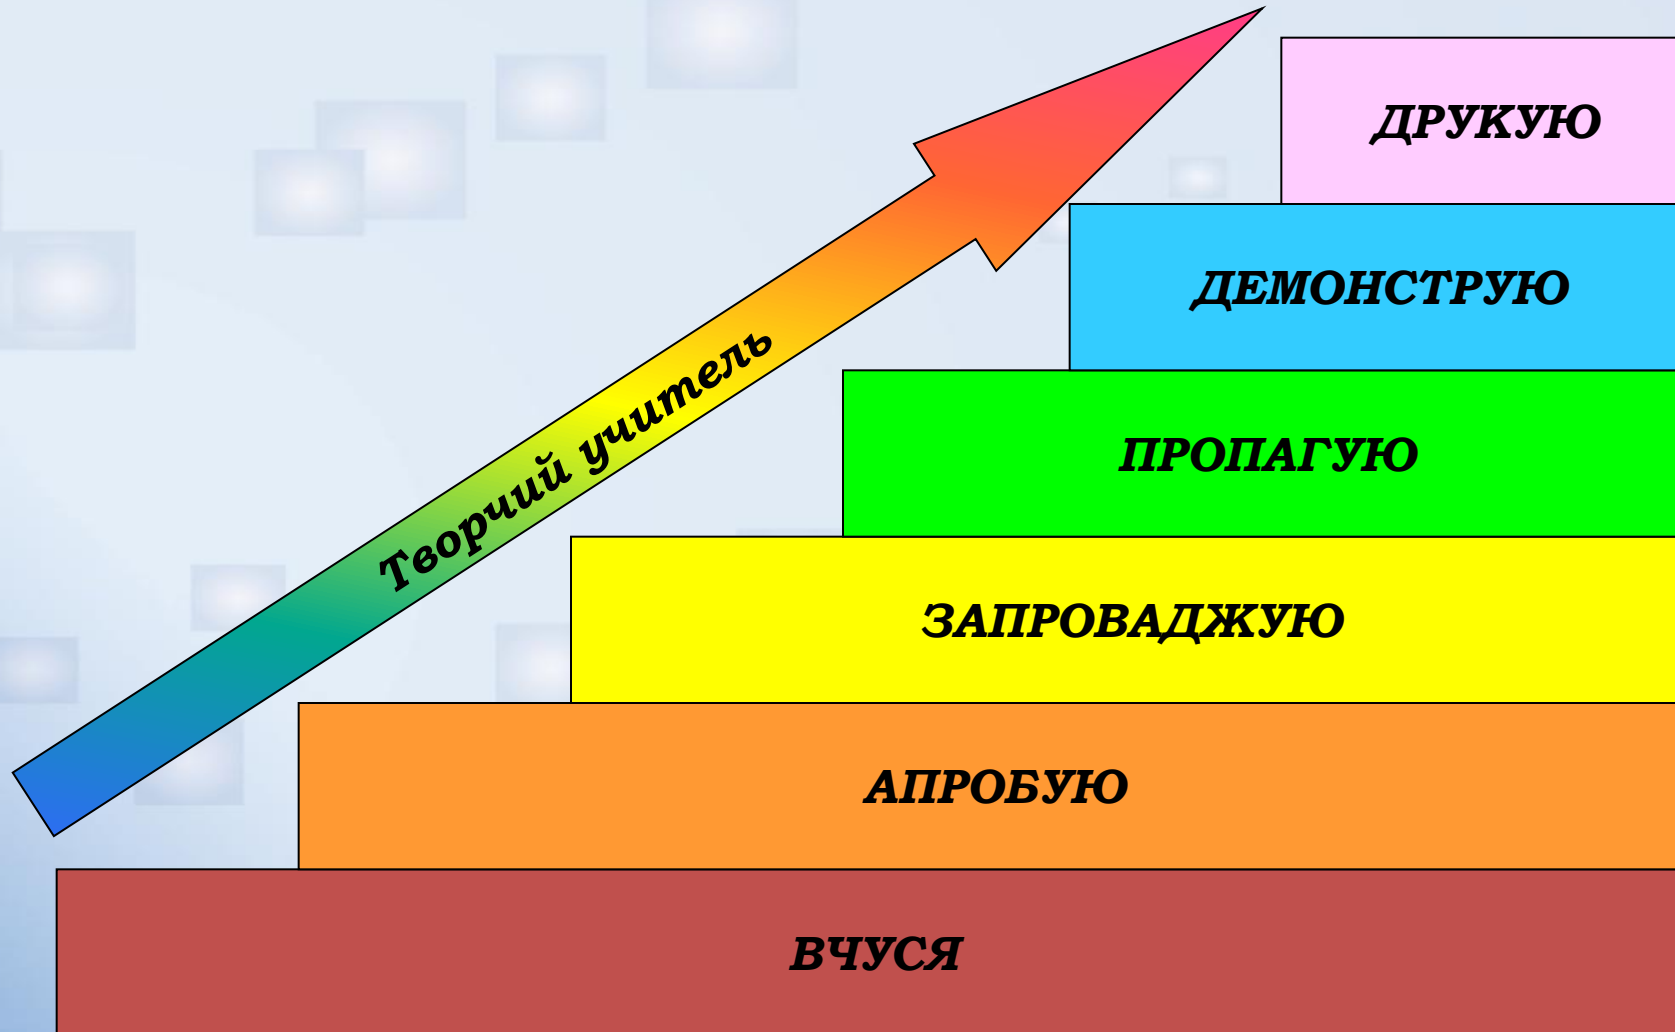 ДРУКУЮ
ДЕМОНСТРУЮ
ПРОПАГУЮ
ЗАПРОВАДЖУЮ
АПРОБУЮ
ВЧУСЯ
Творчий учитель